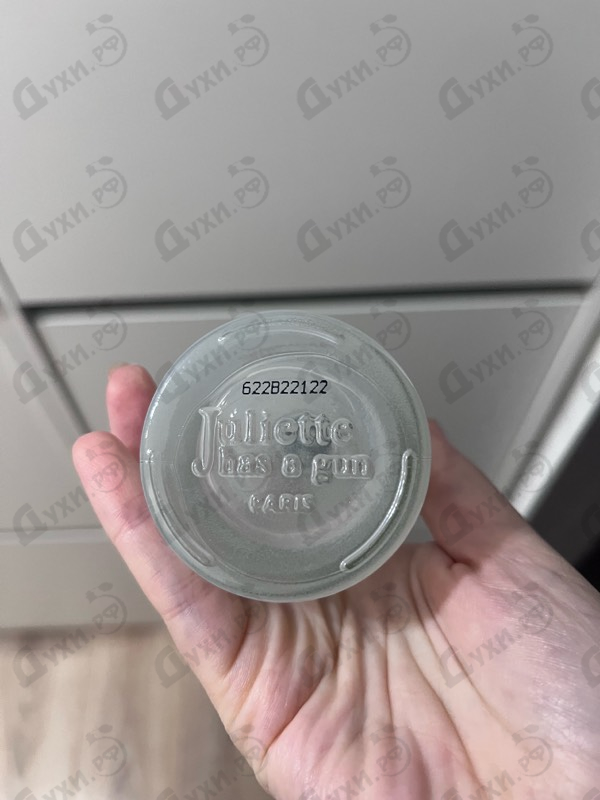 622B22122
Juliette
has a gun
PARIS
духи.рф